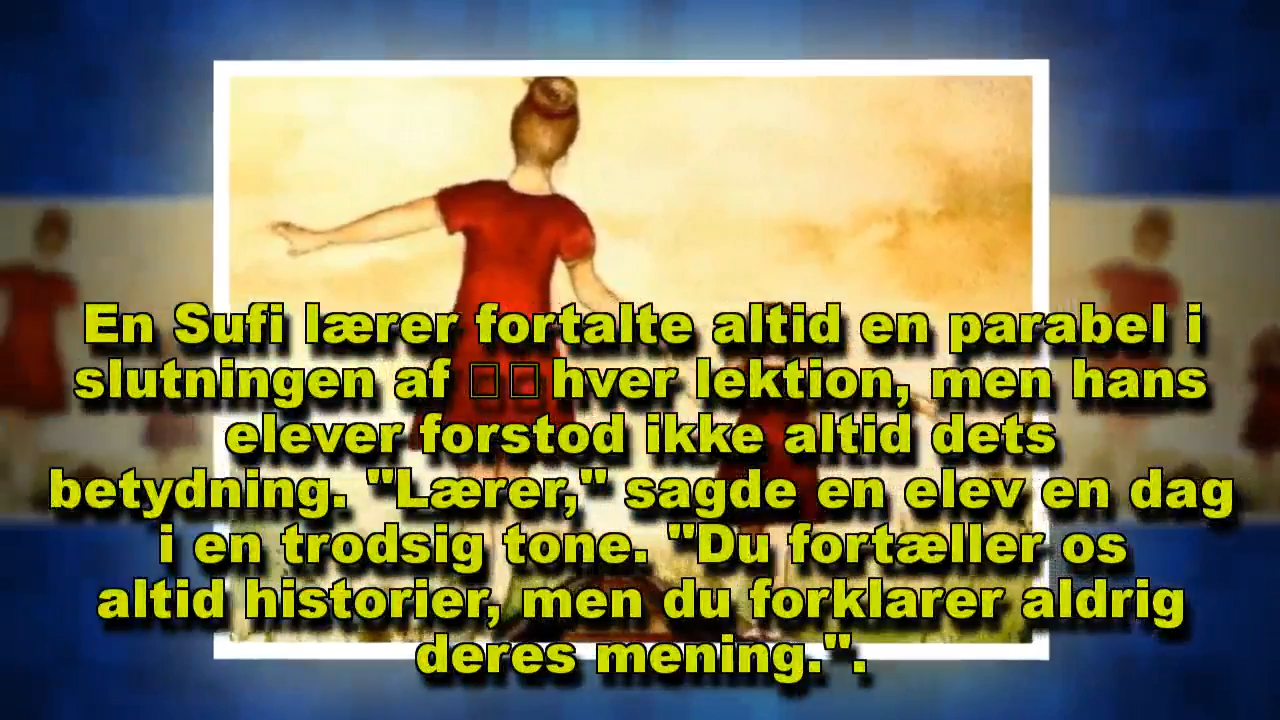 En Sufi lærer fortalte altid en parabel i
slutningen af □□hver lektion, men hans
elever forstod ikke altid dets
betydning. "Lærer," sagde en elev en dag
i en trodsig tone. "Du fortæller os
altid historier, men du forklarer aldrig
deres mening.".